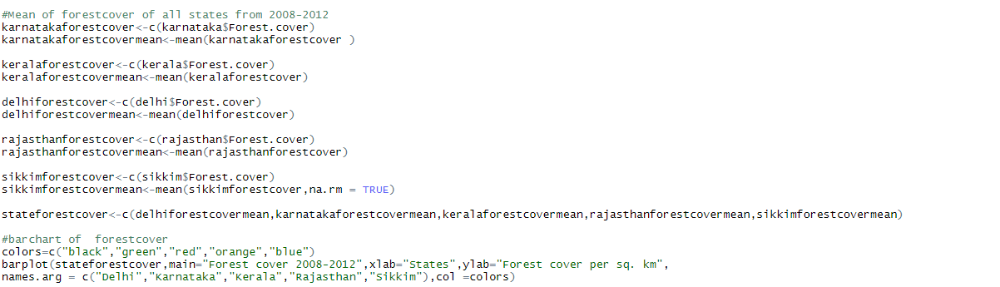 #Mean of forestcover of all states from 2008-2012
karnatakaforestcover<-c(karnataka$Forest.cover)
karnatakaforestcovermean<-mean(karnatakaforestcover )
keralaforestcover<-c(kerala$Forest.cover)
keralaforestcovermean<-mean(keralaforestcover)
delhiforestcover<-c(delhi$Forest.cover)
delhiforestcovermean<-mean(delhiforestcover)
rajasthanforestcover<-c(rajasthan$Forest.cover)
rajasthanforestcovermean<-mean(rajasthanforestcover)
sikkimforestcover<-c(sikkim$Forest.cover)
sikkimforestcovermean<-mean(sikkimforestcover,na.rm = TRUE)
stateforestcover<-c(delhiforestcovermean,karnatakaforestcovermean,keralaforestcovermean,rajasthanforestcovermean,sikkimforestcovermean)
#barchart of  forestcover
colors=c("black","green","red","orange","blue")
barplot(stateforestcover,main="Forest cover 2008-2012",xlab="States",ylab="Forest cover per sq. km",
names.arg = c("Delhi","Karnataka","Kerala","Rajasthan","Sikkim"),col =colors)